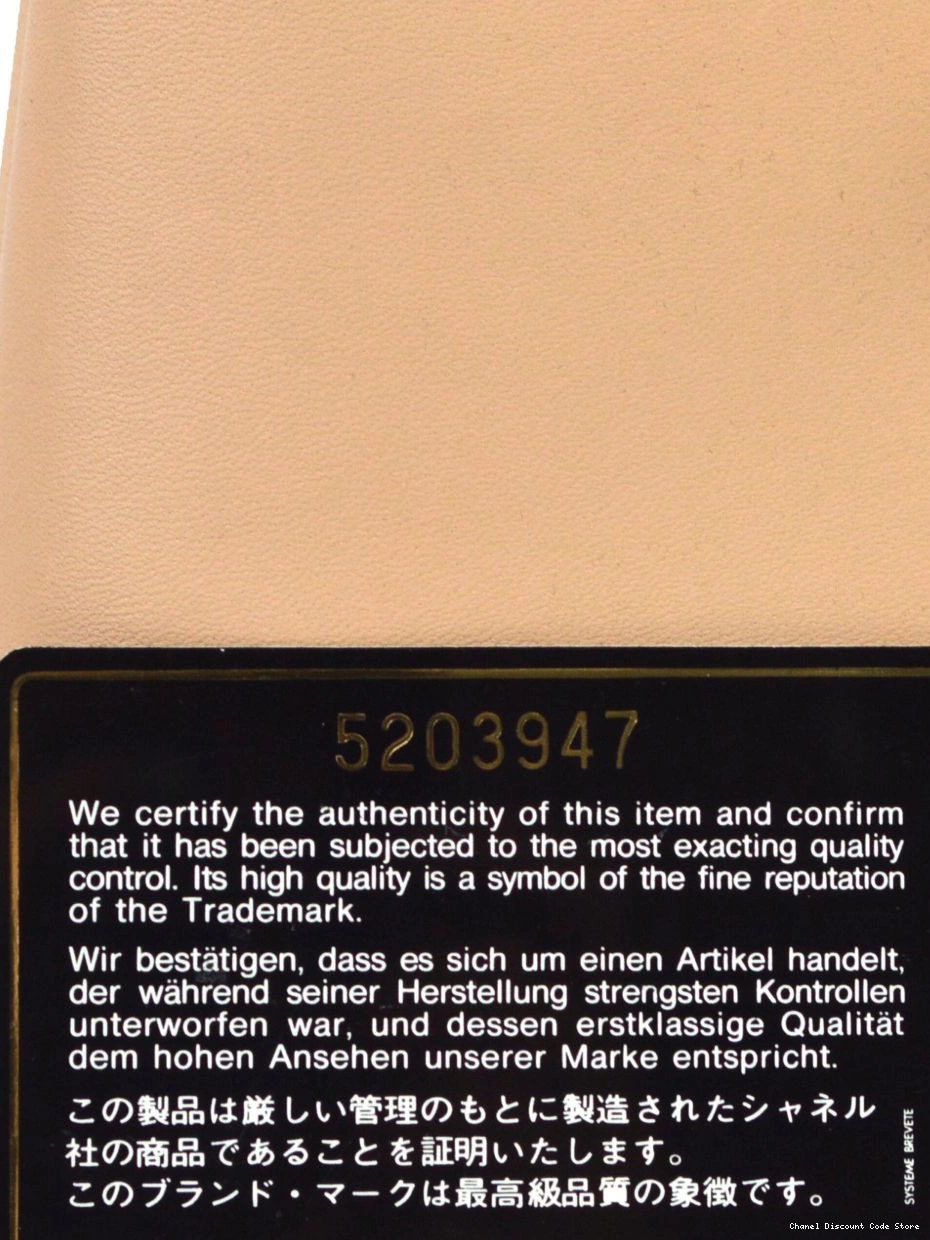 5203947
We certify the authenticity of this item and confirm
that it has been subjected to the most exacting quality
control. Its high quality is a symbol of the fine reputation
of the Trademark.
Wir bestätigen, dass es sich um einen Artikel handelt,
der während seiner Herstellung strengsten Kontrollen
unterworfen war, und dessen erstklassige Qualität
dem hohen Ansehen unserer Marke entspricht.
この製品は厳しい管理のもとに製造されたシャネル
社の商品であることを証明いたします。
このブランド・マークは最高級品質の象徴です。
SYSTEME BREVETE
Chanel Discount Code Store